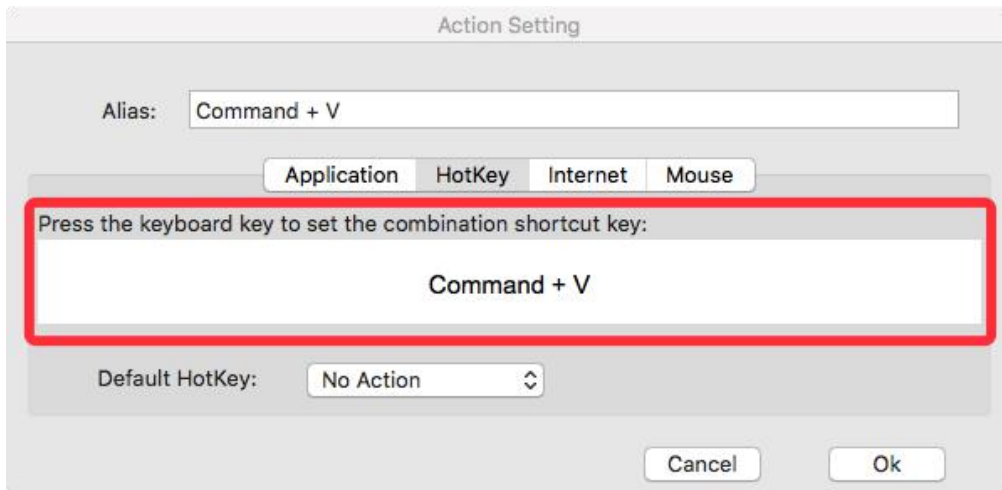 Action Setting
Alias: Command + V
Application HotKey Internet Mouse
Press the keyboard key to set the combination shortcut key:
Command + V
Default HotKey: No Action
Cancel Ok